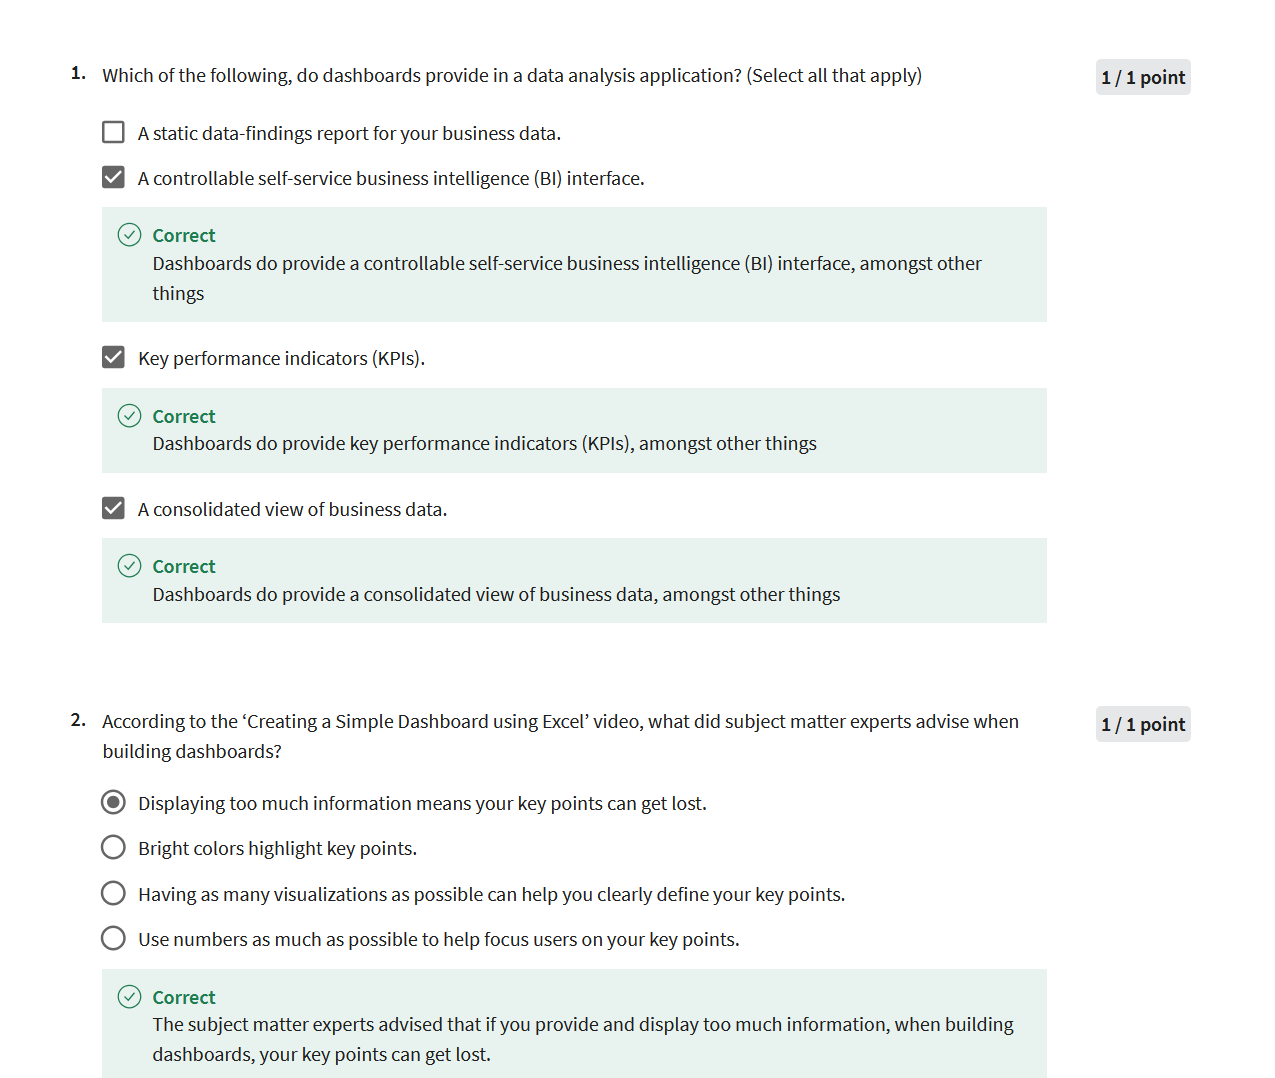 1. Which of the following, do dashboards provide in a data analysis application? (Select all that apply)
1 / 1 point
A static data-findings report for your business data.
A controllable self-service business intelligence (BI) interface.
Correct
Dashboards do provide a controllable self-service business intelligence (BI) interface, amongst other
things
Key performance indicators (KPIs).
Correct
Dashboards do provide key performance indicators (KPIs), amongst other things
A consolidated view of business data.
Correct
Dashboards do provide a consolidated view of business data, amongst other things
2. According to the ‘Creating a Simple Dashboard using Excel’ video, what did subject matter experts advise when
building dashboards?
1 / 1 point
Displaying too much information means your key points can get lost.
Bright colors highlight key points.
Having as many visualizations as possible can help you clearly define your key points.
Use numbers as much as possible to help focus users on your key points.
Correct
The subject matter experts advised that if you provide and display too much information, when building
dashboards, your key points can get lost.